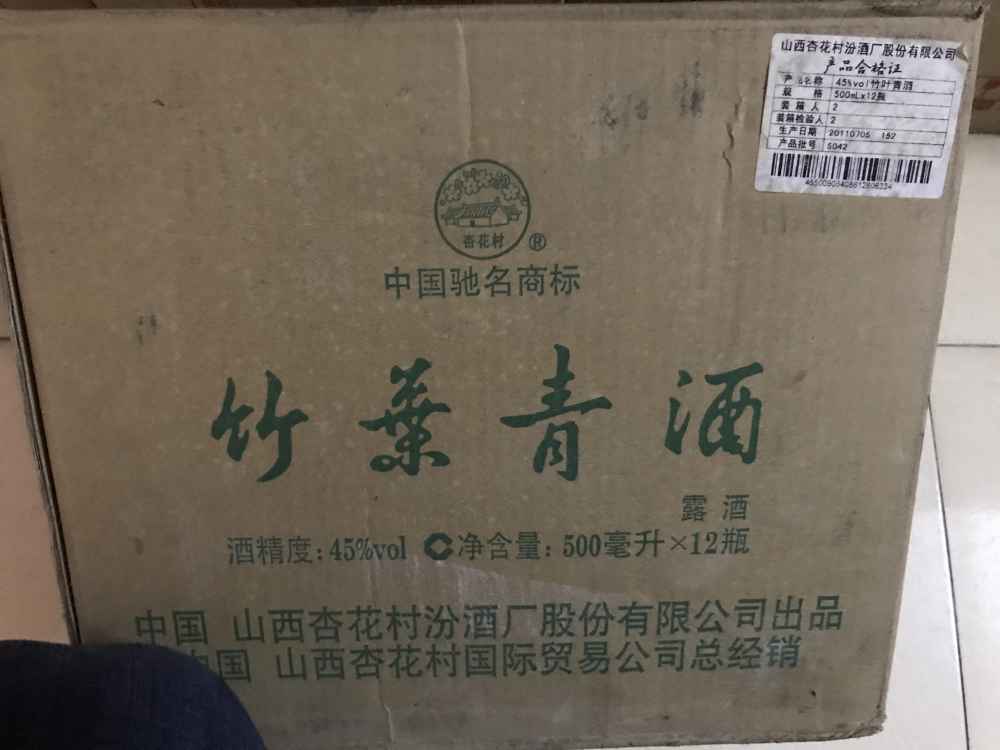 山西杏花村汾酒厂股份有限公司
产品合格证
产品名称 45%vol竹叶青酒
规格 500mL×12瓶
装箱人 2
装箱检验人 2
生产日期 20110705 152
产品批号 5042
杏花村 ®
中国驰名商标
竹葉青酒
露酒
酒精度:45%vol 净含量:500毫升×12瓶
中国 山西杏花村汾酒厂股份有限公司出品
中国 山西杏花村国际贸易公司总经销